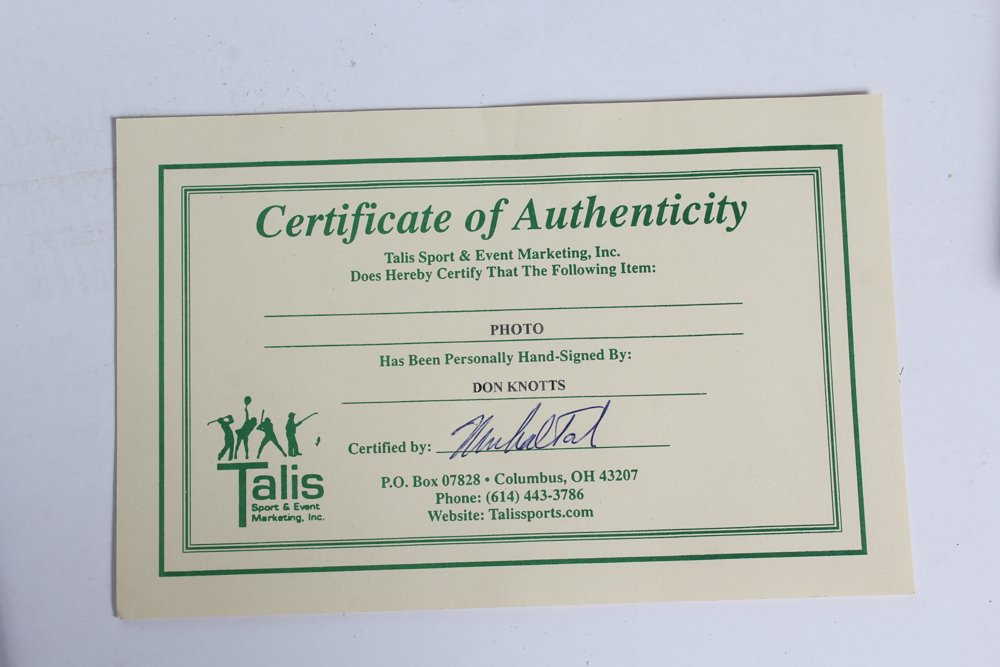 Certificate of Authenticity
Talis Sport & Event Marketing, Inc.
Does Hereby Certify That The Following Item:
PHOTO
Has Been Personally Hand-Signed By:
DON KNOTTS
Certified by:
P.O. Box 07828 • Columbus, OH 43207
Phone: (614) 443-3786
Website: Talissports.com
Talis
Sport & Event
Marketing, Inc.